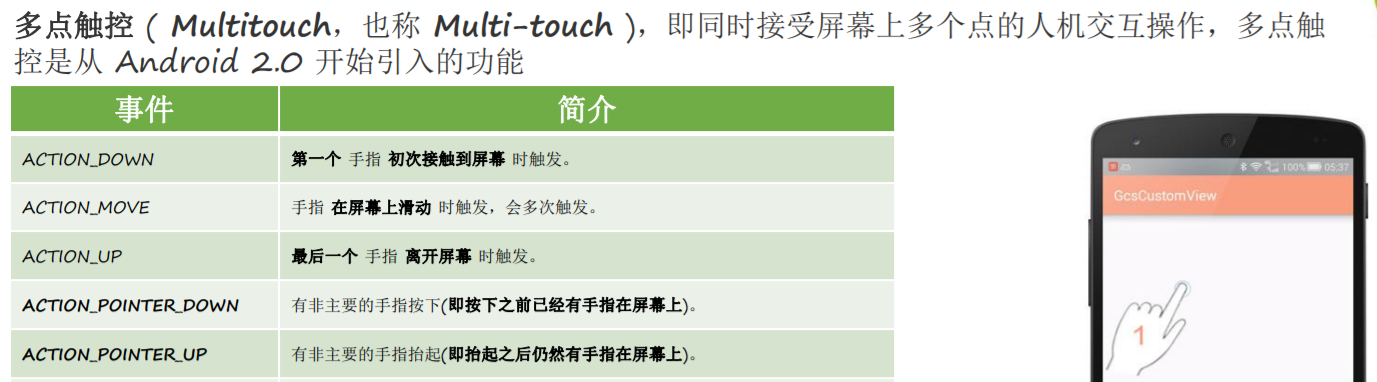 多点触控 ( Multitouch，也称 Multi-touch )，即同时接受屏幕上多个点的人机交互操作，多点触
控是从 Android 2.0 开始引入的功能
事件 简介
ACTION_DOWN 第一个 手指 初次接触到屏幕 时触发。
ACTION_MOVE 手指 在屏幕上滑动 时触发，会多次触发。
ACTION_UP 最后一个 手指 离开屏幕 时触发。
ACTION_POINTER_DOWN 有非主要的手指按下(即按下之前已经有手指在屏幕上)。
ACTION_POINTER_UP 有非主要的手指抬起(即抬起之后仍然有手指在屏幕上)。
100% 05:37
GcsCustomView
1